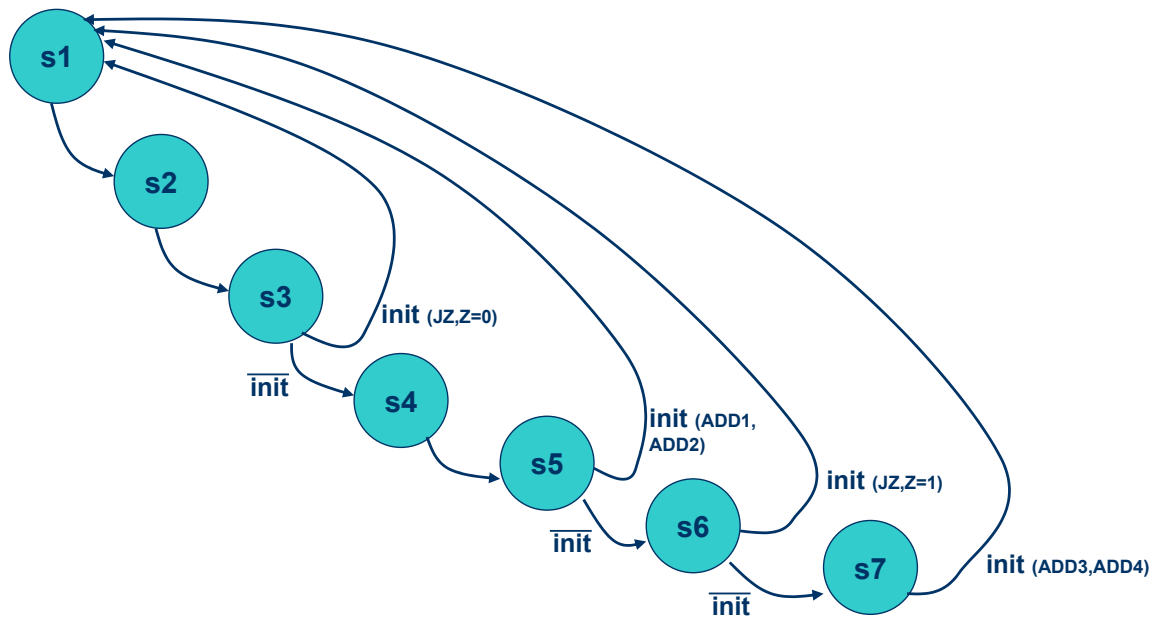 s1
s2
s3
init (JZ,Z=0)
init
s4
init (ADD1,
ADD2)
s5
init (JZ,Z=1)
init
s6
s7
init (ADD3,ADD4)
init